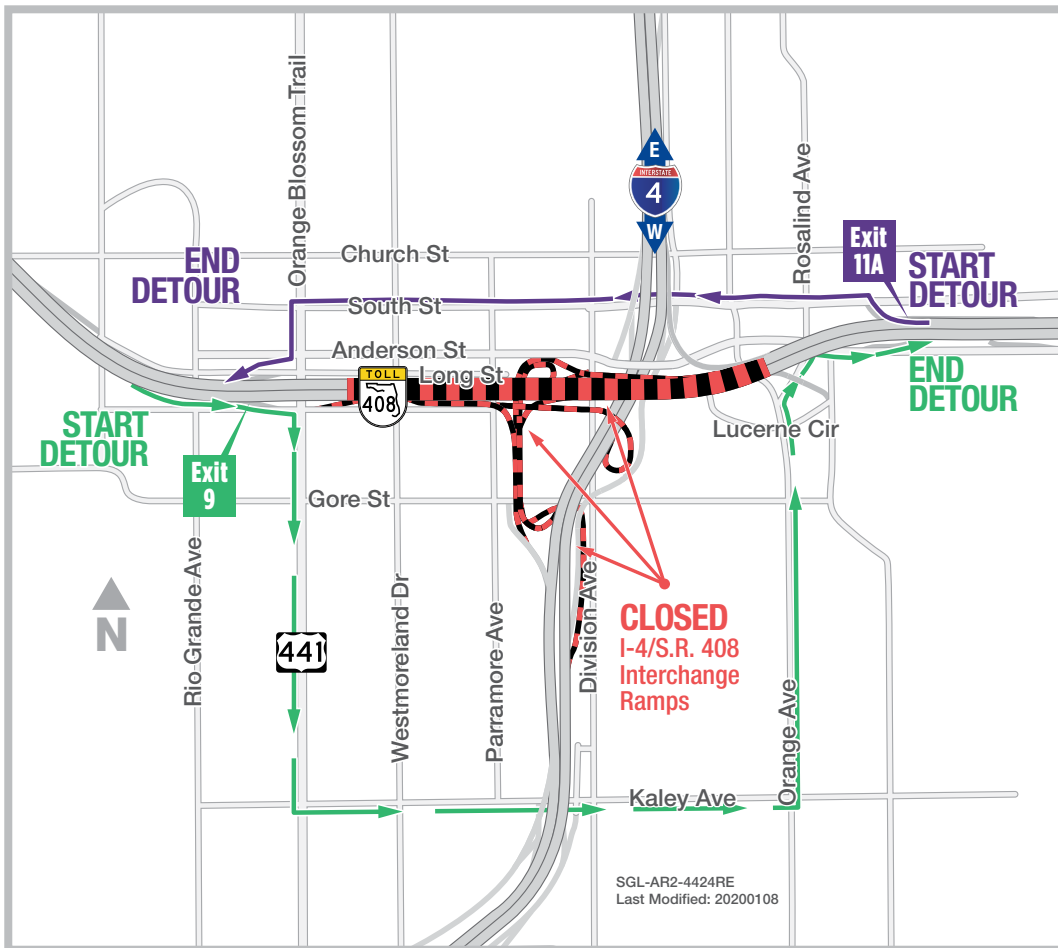 Orange Blossom Trail
E
INTERSTATE
4
W
Rosalind Ave
Exit
11A
START
DETOUR
Church St
END
DETOUR
South St
Anderson St
Long St
TOLL
408
END
DETOUR
START
DETOUR
Exit
9
Lucerne Cir
Gore St
Rio Grande Ave
N
441
Westmoreland Dr
Parramore Ave
Division Ave
CLOSED
I-4/S.R. 408
Interchange
Ramps
Orange Ave
Kaley Ave
SGL-AR2-4424RE
Last Modified: 20200108